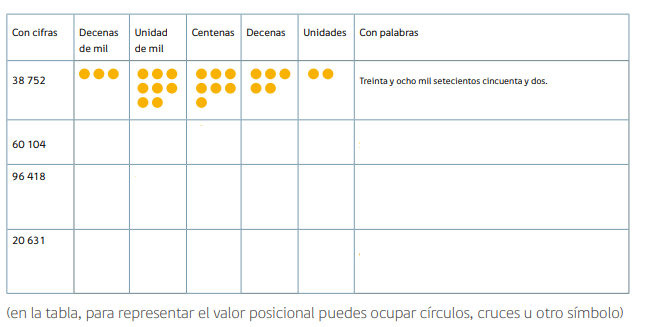 Con cifras Decenas de mil Unidad de mil Centenas Decenas Unidades Con palabras
38 752 Treinta y ocho mil setecientos cincuenta y dos.
60 104
96 418
20 631
(en la tabla, para representar el valor posicional puedes ocupar círculos, cruces u otro símbolo)